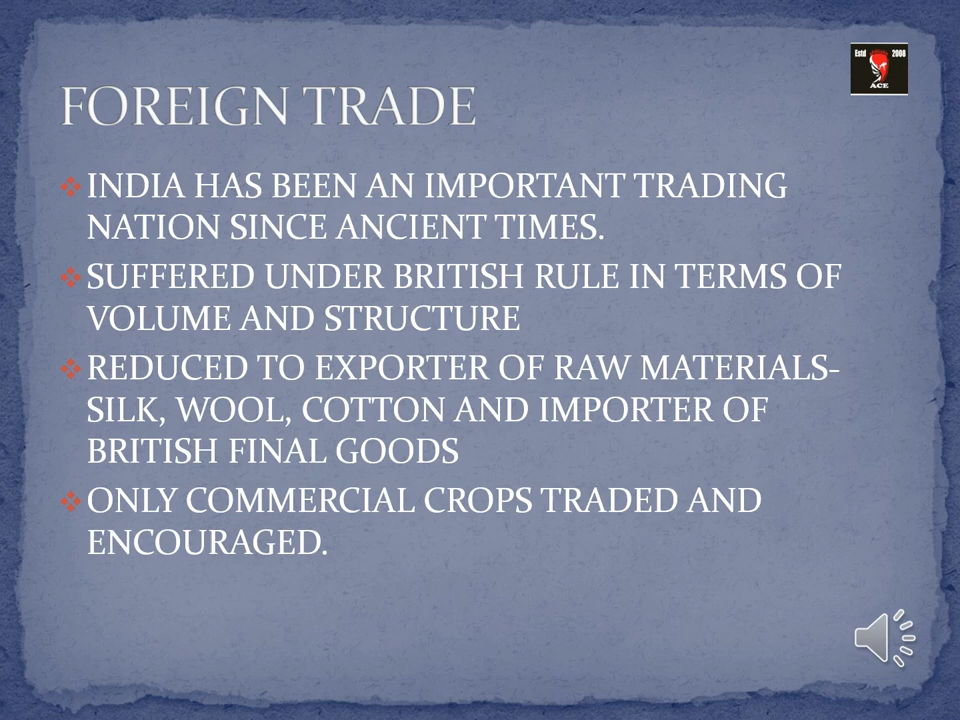 Estd 2008
ACE
FOREIGN TRADE
INDIA HAS BEEN AN IMPORTANT TRADING
NATION SINCE ANCIENT TIMES.
SUFFERED UNDER BRITISH RULE IN TERMS OF
VOLUME AND STRUCTURE
REDUCED TO EXPORTER OF RAW MATERIALS-
SILK, WOOL, COTTON AND IMPORTER OF
BRITISH FINAL GOODS
ONLY COMMERCIAL CROPS TRADED AND
ENCOURAGED.